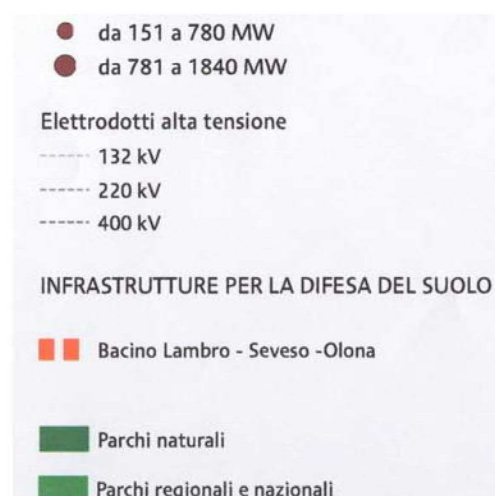 da 151 a 780 MW
da 781 a 1840 MW
Elettrodotti alta tensione
132 kV
220 kV
400 kV
INFRASTRUTTURE PER LA DIFESA DEL SUOLO
Bacino Lambro - Seveso -Olona
Parchi naturali
Parchi regionali e nazionali